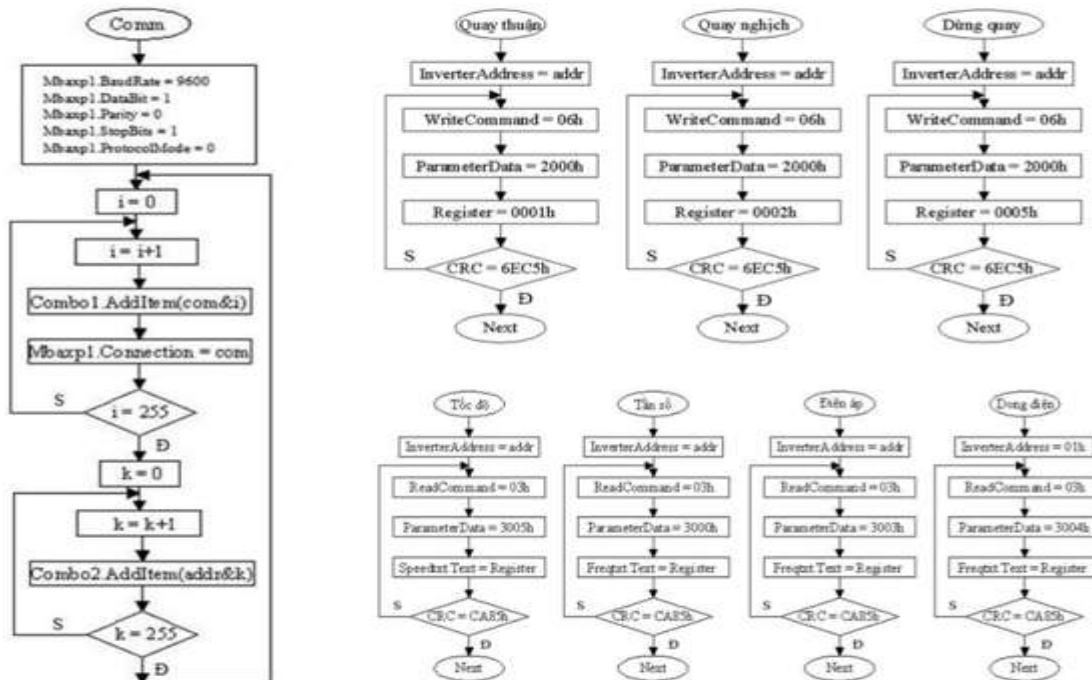 Comm
Mbaxp1.BaudRate = 9600
Mbaxp1.DataBit = 1
Mbaxp1.Parity = 0
Mbaxp1.StopBits = 1
Mbaxp1.ProtocolMode = 0
i = 0
i = i+1
Combo1.AddItem(com&i)
Mbaxp1.Connection = com
S
i = 255
Đ
k = 0
k = k+1
Combo2.AddItem(addr&k)
S
k = 255
Đ
Quay thuận
InverterAddress = addr
WriteCommand = 06h
ParameterData = 2000h
Register = 0001h
S
CRC = 6EC5h
Đ
Next
Quay nghịch
InverterAddress = addr
WriteCommand = 06h
ParameterData = 2000h
Register = 0002h
S
CRC = 6EC5h
Đ
Next
Dừng quay
InverterAddress = addr
WriteCommand = 06h
ParameterData = 2000h
Register = 0005h
S
CRC = 6EC5h
Đ
Next
Tốc độ
InverterAddress = addr
ReadCommand = 03h
ParameterData = 3005h
Speedtxt.Text = Register
S
CRC = CA85h
Đ
Next
Tần số
InverterAddress = addr
ReadCommand = 03h
ParameterData = 3000h
Freqtxt.Text = Register
S
CRC = CA85h
Đ
Next
Điện áp
InverterAddress = addr
ReadCommand = 03h
ParameterData = 3003h
Freqtxt.Text = Register
S
CRC = CA85h
Đ
Next
Dong điện
InverterAddress = 01h
ReadCommand = 03h
ParameterData = 3004h
Freqtxt.Text = Register
S
CRC = CA85h
Đ
Next